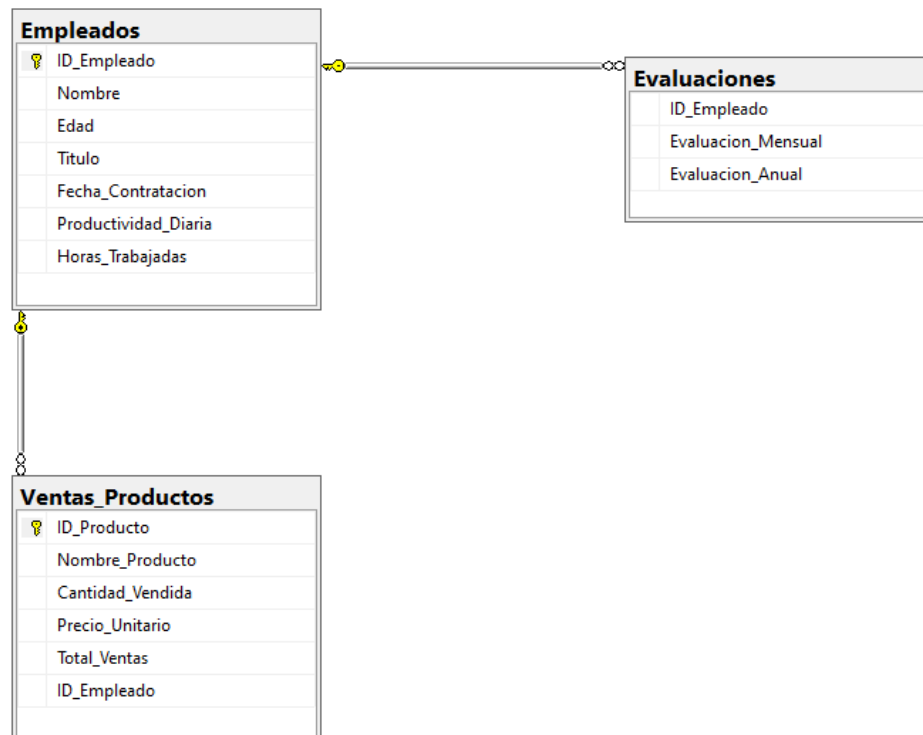 Empleados
ID_Empleado
Nombre
Edad
Titulo
Fecha_Contratacion
Productividad_Diaria
Horas_Trabajadas
Evaluaciones
ID_Empleado
Evaluacion_Mensual
Evaluacion_Anual
Ventas_Productos
ID_Producto
Nombre_Producto
Cantidad_Vendida
Precio_Unitario
Total_Ventas
ID_Empleado